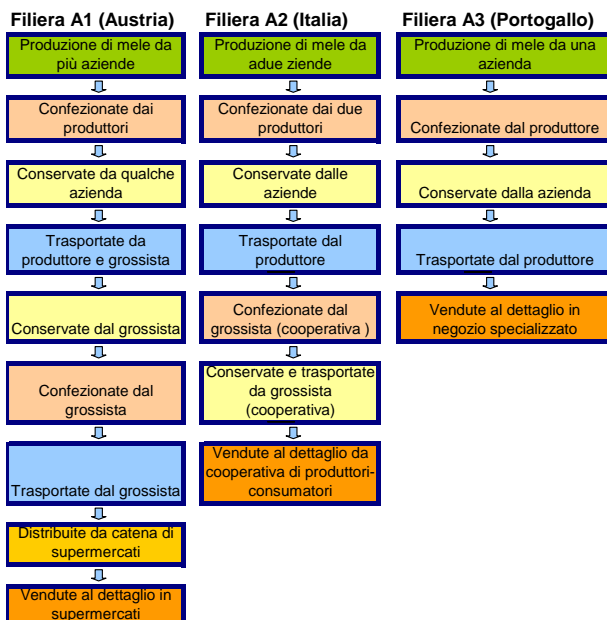 Filiera A1 (Austria)
Produzione di mele da
più aziende
Confezionate dai
produttori
Conservate da qualche
azienda
Trasportate da
produttore e grossista
Conservate dal grossista
Confezionate dal
grossista
Trasportate dal grossista
Distribuite da catena di
supermercati
Vendute al dettaglio in
supermercati
Filiera A2 (Italia)
Produzione di mele da
adue ziende
Confezionate dai due
produttori
Conservate dalle
aziende
Trasportate dal
produttore
Confezionate dal
grossista (cooperativa )
Conservate e trasportate
da grossista
(cooperativa)
Vendute al dettaglio da
cooperativa di produttori-
consumatori
Filiera A3 (Portogallo)
Produzione di mele da una
azienda
Confezionate dal produttore
Conservate dalla azienda
Trasportate dal produttore
Vendute al dettaglio in
negozio specializzato